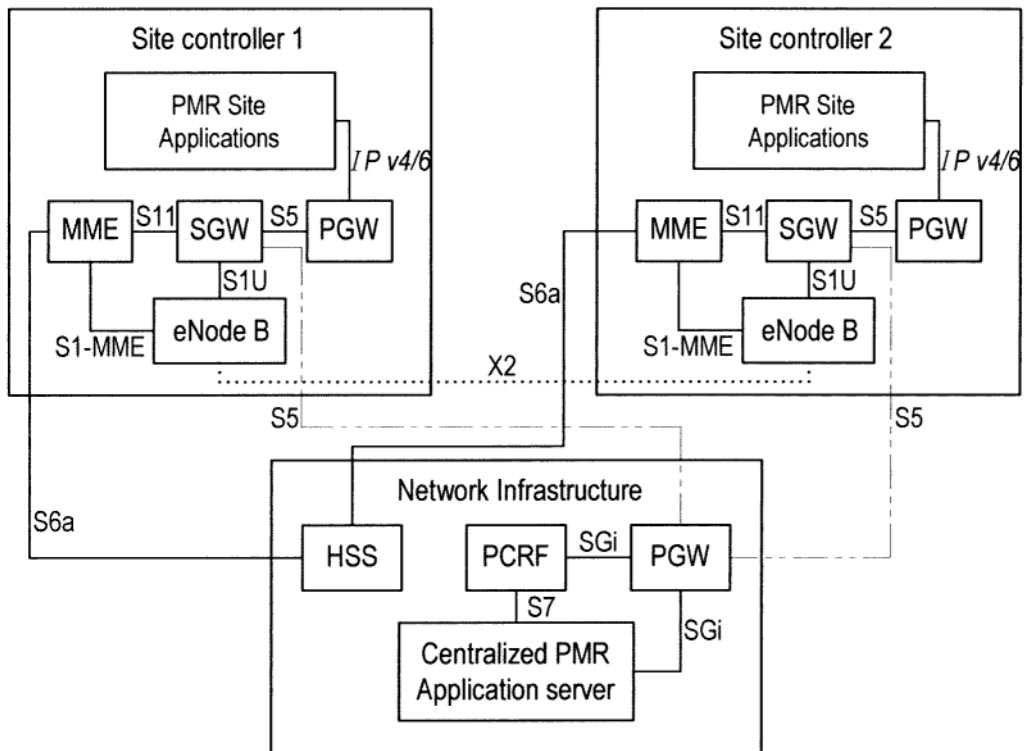 Site controller 1
PMR Site
Applications
IP v4/6
MME
S11
SGW
S5
PGW
S1U
S1-MME
eNode B
Site controller 2
PMR Site
Applications
IP v4/6
MME
S11
SGW
S5
PGW
S1U
S1-MME
eNode B
S6a
X2
S5
S5
Network Infrastructure
S6a
HSS
PCRF
SGi
PGW
S7
SGi
Centralized PMR
Application server